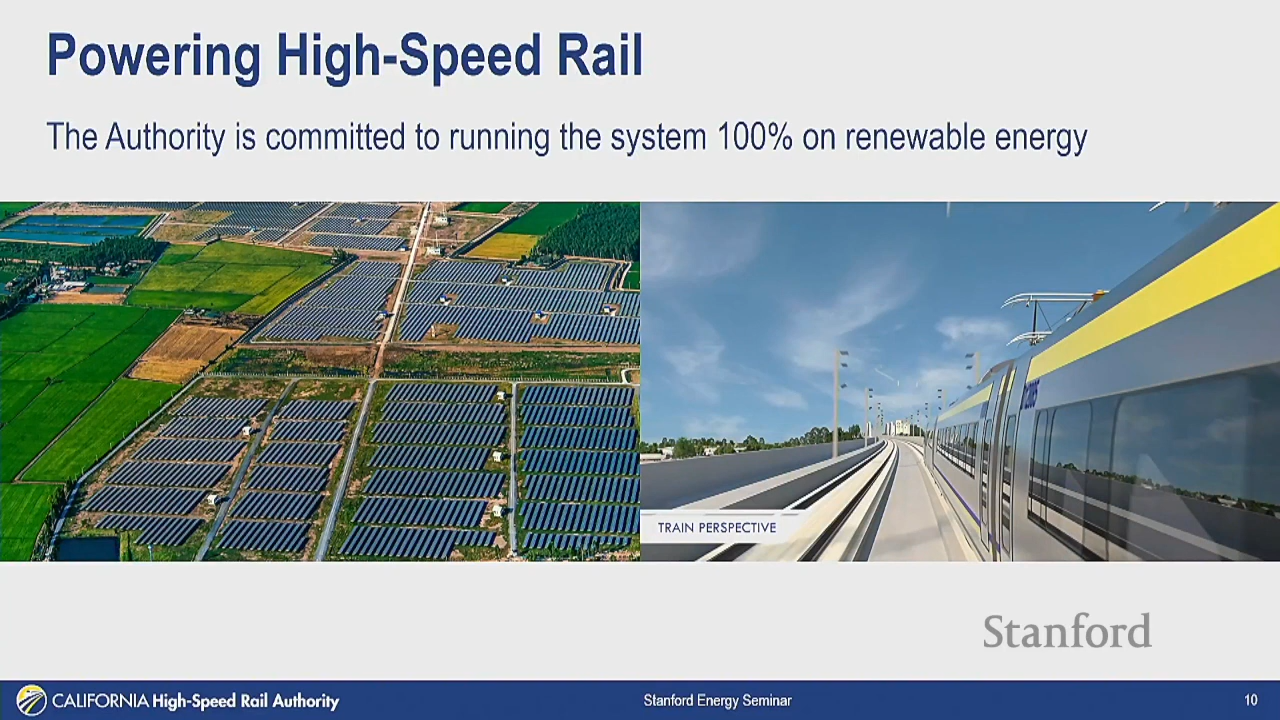 Powering High-Speed Rail
The Authority is committed to running the system 100% on renewable energy
TRAIN PERSPECTIVE
Stanford
CALIFORNIA High-Speed Rail Authority
Stanford Energy Seminar
10